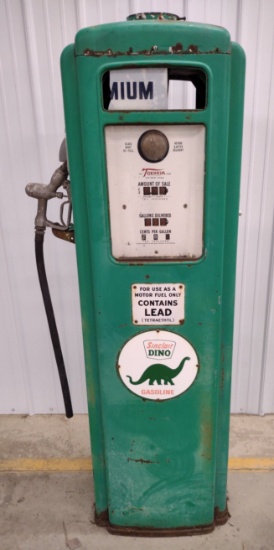 MIUM
Tokheim
AMOUNT OF SALE
GALLONS DELIVERED
CENTS PER GALLON
FOR USE AS A
MOTOR FUEL ONLY
CONTAINS
LEAD
(TETRAETHYL)
Sinclair
DINO
GASOLINE